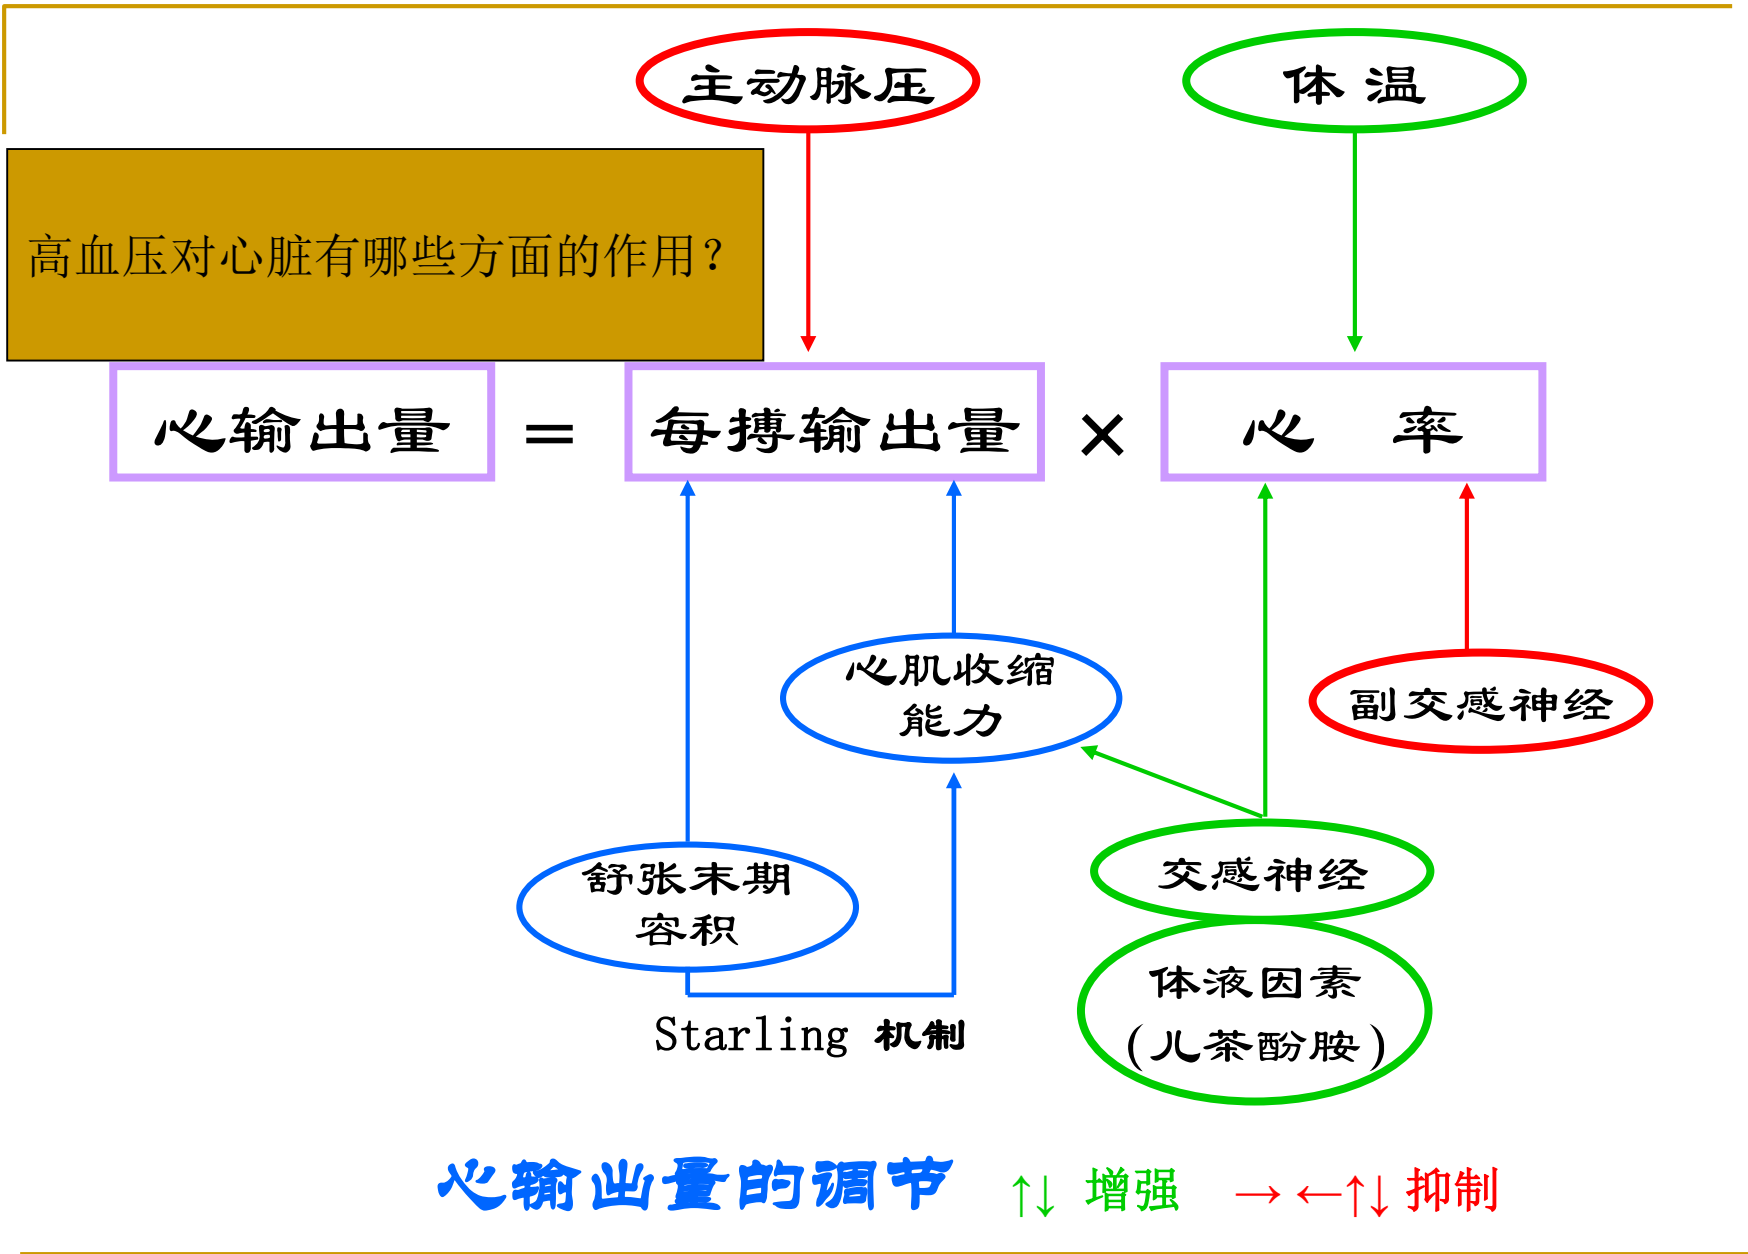 主动脉压
体 温
高血压对心脏有哪些方面的作用？
心输出量 = 每搏输出量 × 心 率
心肌收缩
能力
副交感神经
舒张末期
容积
交感神经
体液因素
(儿茶酚胺)
Starling 机制
心输出量的调节 ↑↓ 增强 → ←↑↓ 抑制